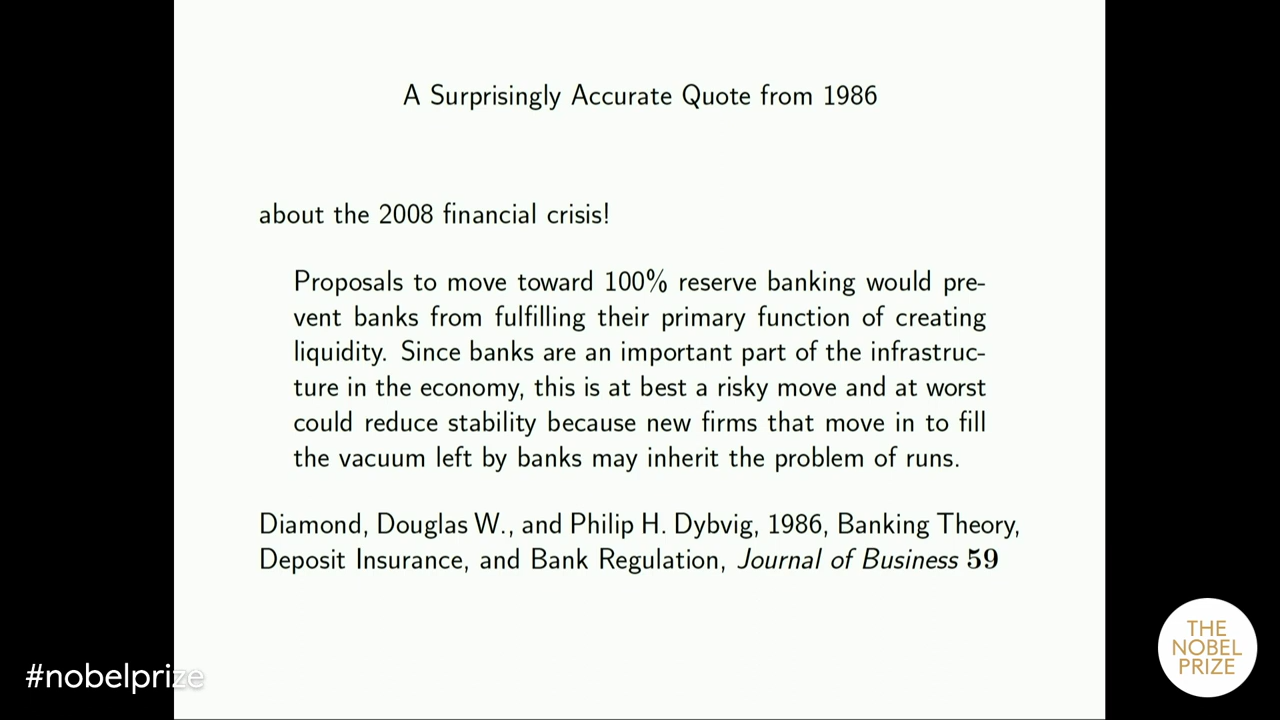 A Surprisingly Accurate Quote from 1986
about the 2008 financial crisis!
Proposals to move toward 100% reserve banking would pre-
vent banks from fulfilling their primary function of creating
liquidity. Since banks are an important part of the infrastruc-
ture in the economy, this is at best a risky move and at worst
could reduce stability because new firms that move in to fill
the vacuum left by banks may inherit the problem of runs.
Diamond, Douglas W., and Philip H. Dybvig, 1986, Banking Theory,
Deposit Insurance, and Bank Regulation, Journal of Business 59
#nobelprize
THE
NOBEL
PRIZE